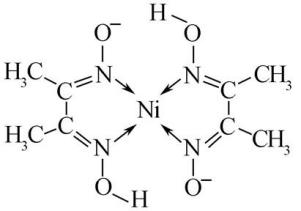 O⁻ H–O
H₃C C=N N=C CH₃
Ni
H₃C C=N N=C CH₃
O–H O⁻